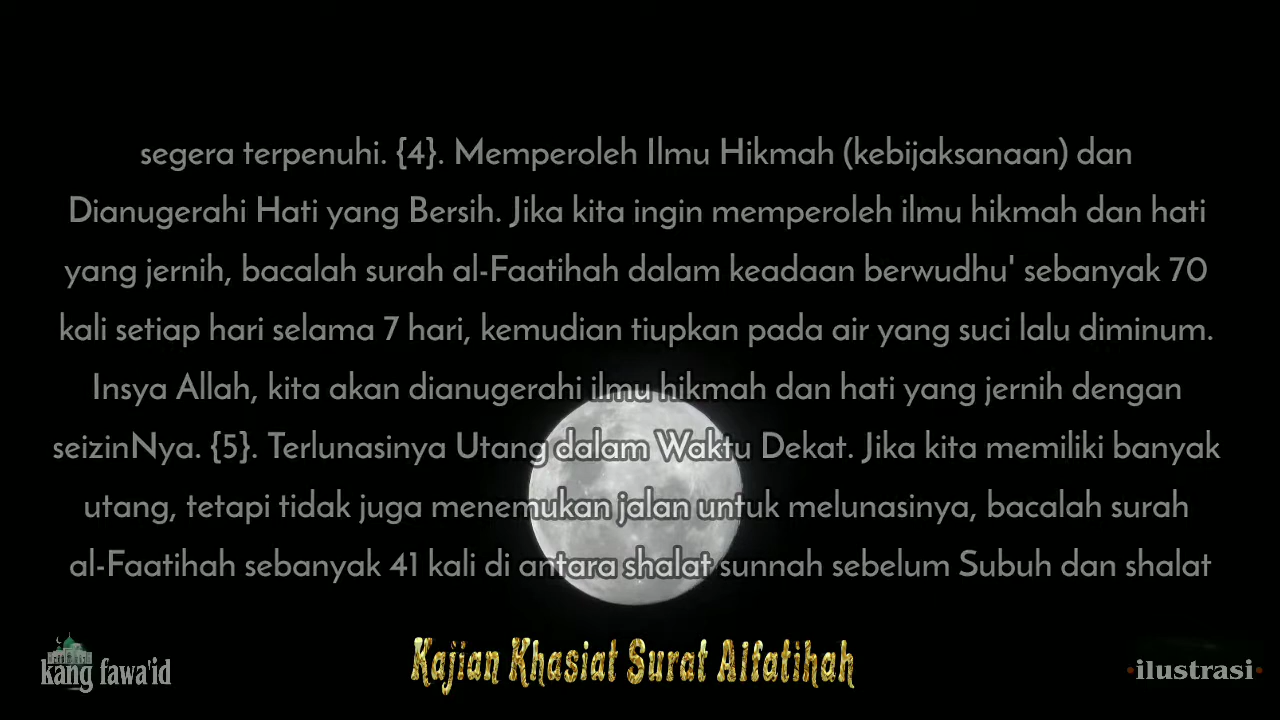 segera terpenuhi. {4}. Memperoleh Ilmu Hikmah (kebijaksanaan) dan
Dianugerahi Hati yang Bersih. Jika kita ingin memperoleh ilmu hikmah dan hati
yang jernih, bacalah surah al-Faatihah dalam keadaan berwudhu' sebanyak 70
kali setiap hari selama 7 hari, kemudian tiupkan pada air yang suci lalu diminum.
Insya Allah, kita akan dianugerahi ilmu hikmah dan hati yang jernih dengan
seizinNya. {5}. Terlunasinya Utang dalam Waktu Dekat. Jika kita memiliki banyak
utang, tetapi tidak juga menemukan jalan untuk melunasinya, bacalah surah
al-Faatihah sebanyak 41 kali di antara shalat sunnah sebelum Subuh dan shalat
Kajian Khasiat Surat Alfatihah
kang fawa'id
•ilustrasi•